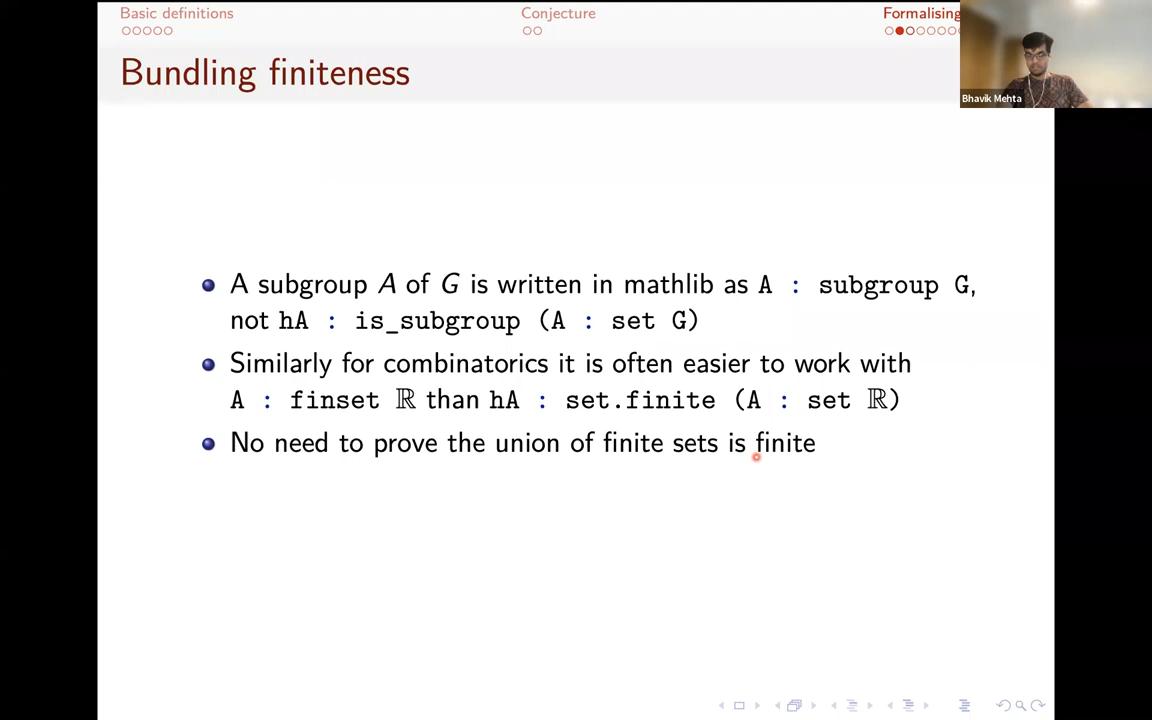 Basic definitions
Conjecture
Formalising
Bundling finiteness
Bhavik Mehta
A subgroup A of G is written in mathlib as A : subgroup G,
not hA : is_subgroup (A : set G)
Similarly for combinatorics it is often easier to work with
A : finset ℝ than hA : set.finite (A : set ℝ)
No need to prove the union of finite sets is finite